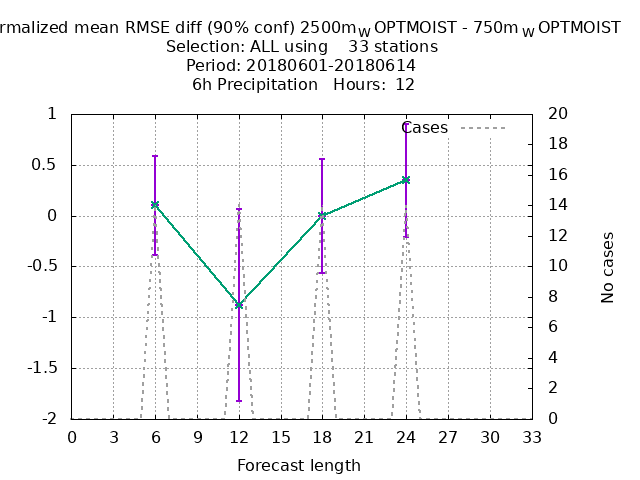 rmalized mean RMSE diff (90% conf) 2500m W OPTMOIST - 750m W OPTMOIST
Selection: ALL using 33 stations
Period: 20180601-20180614
6h Precipitation Hours: 12
1
0.5
0
-0.5
-1
-1.5
-2
20
18
16
14
12
10
8
6
4
2
0
Cases
No cases
0 3 6 9 12 15 18 21 24 27 30 33
Forecast length